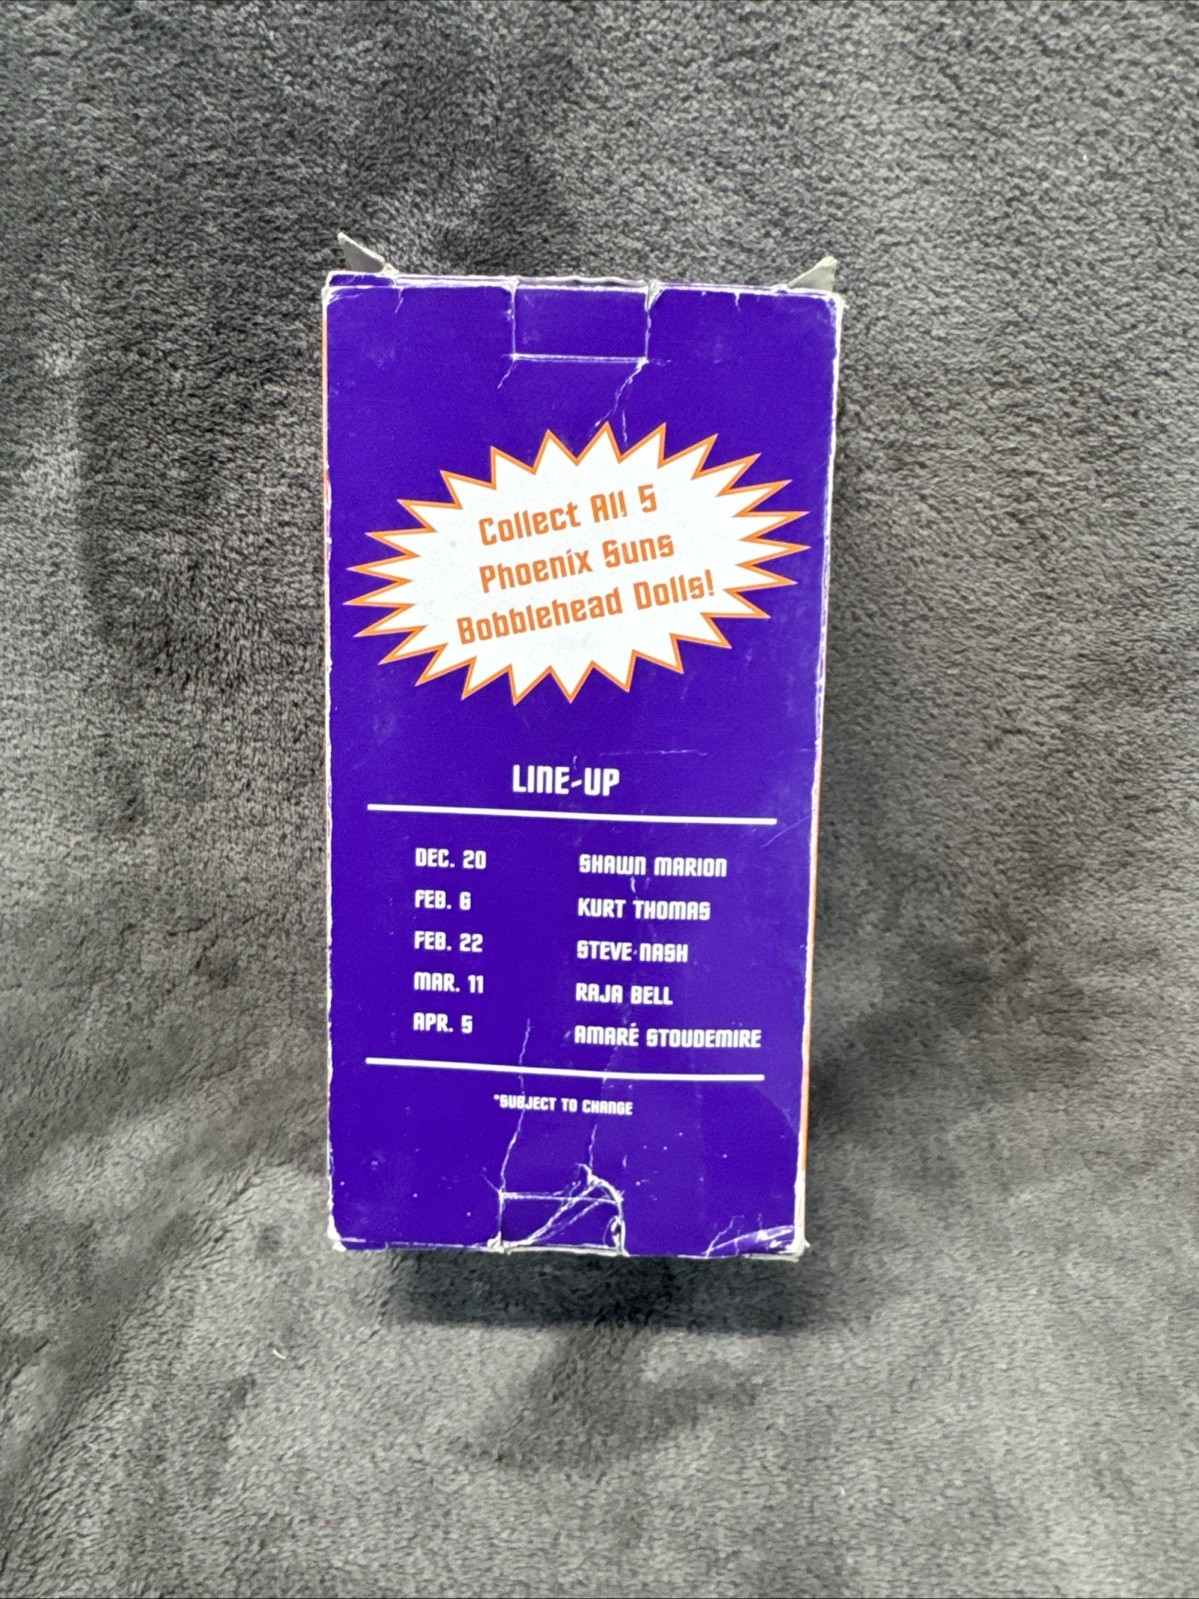 Collect All 5
Phoenix Suns
Bobblehead Dolls!
LINE-UP
DEC. 20 SHAWN MARION
FEB. 6 KURT THOMAS
FEB. 22 STEVE NASH
MAR. 11 RAJA BELL
APR. 5 AMARÉ STOUDEMIRE
*SUBJECT TO CHANGE